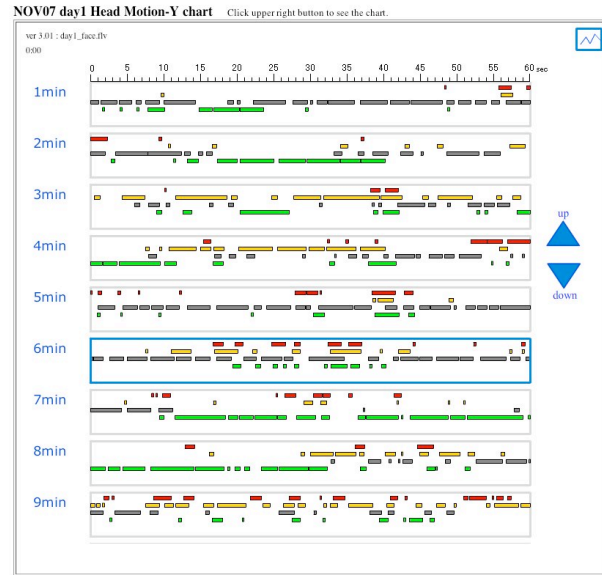 NOV07 day1 Head Motion-Y chart Click upper right button to see the chart.
ver 3.01 : day1_face.flv
0:00
0 5 10 15 20 25 30 35 40 45 50 55 60 sec
1min
2min
3min
up
4min
down
5min
6min
7min
8min
9min